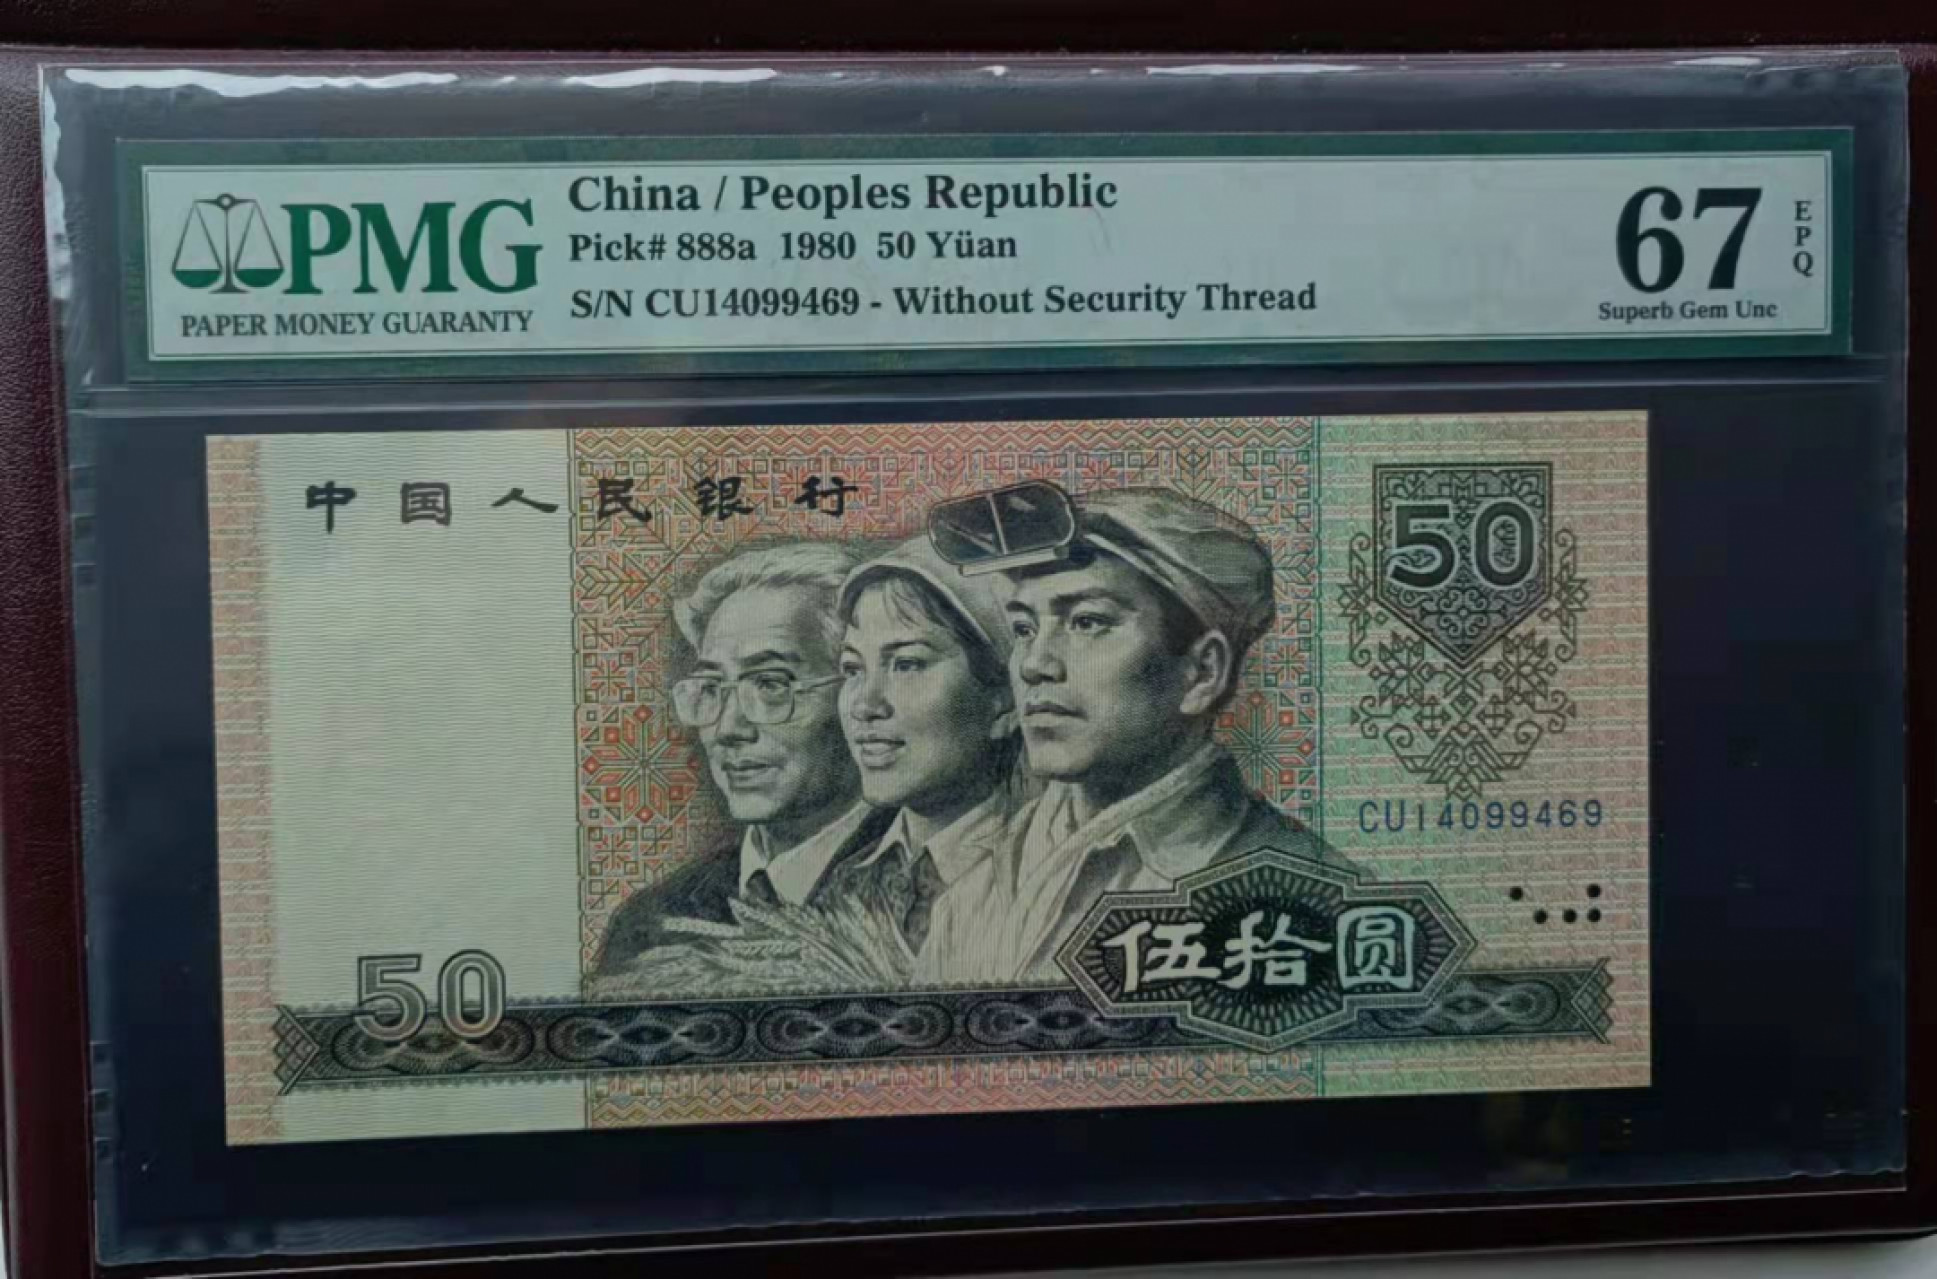 PMG
PAPER MONEY GUARANTY
China / Peoples Republic
Pick# 888a 1980 50 Yüan
S/N CU14099469 - Without Security Thread
67
EPQ
Superb Gem Unc
中国人民银行
50
CU14099469
伍拾圆
50